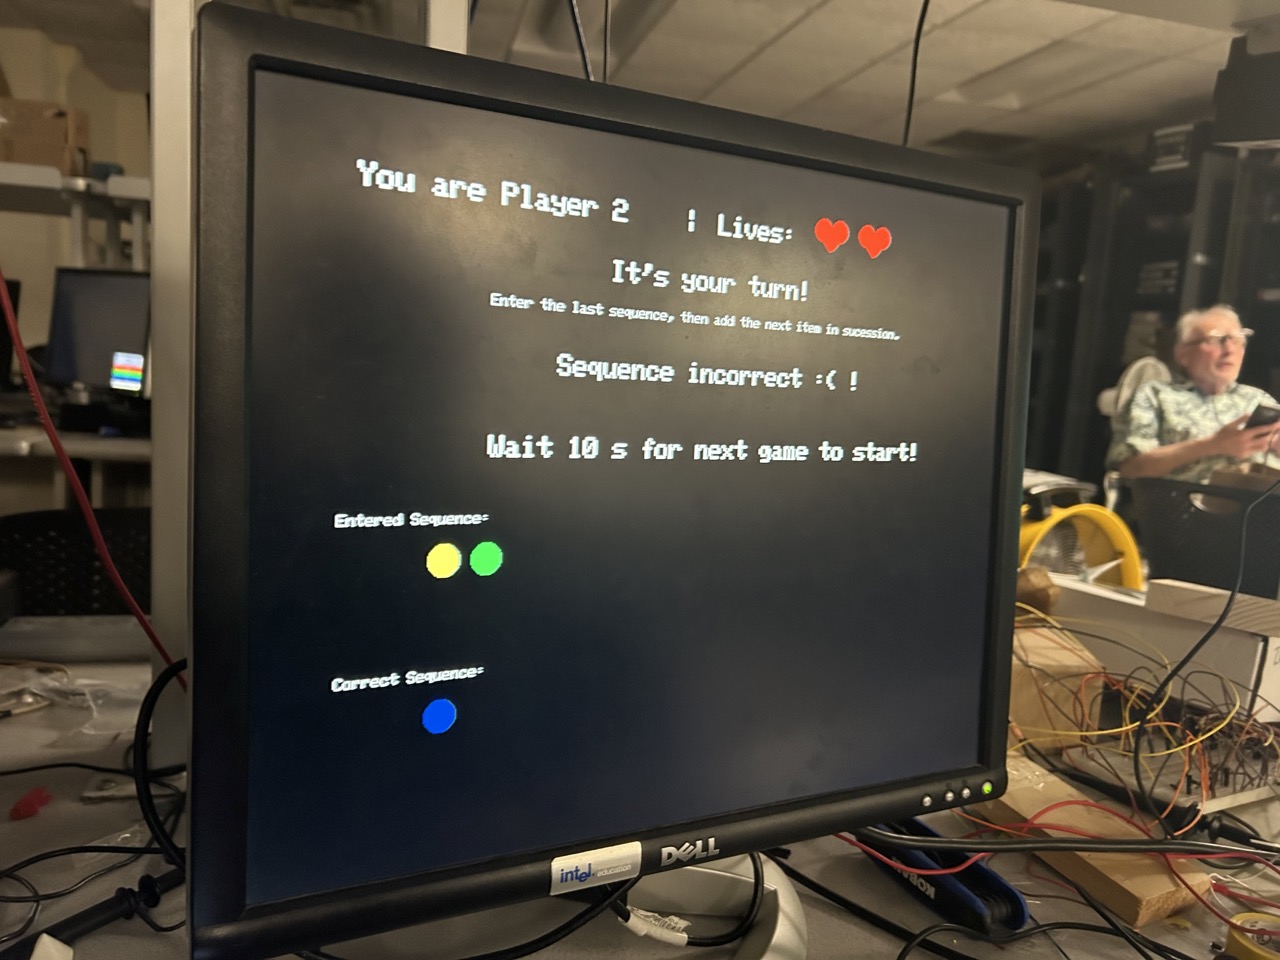 You are Player 2 | Lives:
It's your turn!
Enter the last sequence, then add the next item in sucession.
Sequence incorrect :( !
Wait 10 s for next game to start!
Entered Sequence:
Correct Sequence:
intel. education
DELL
KOBALT